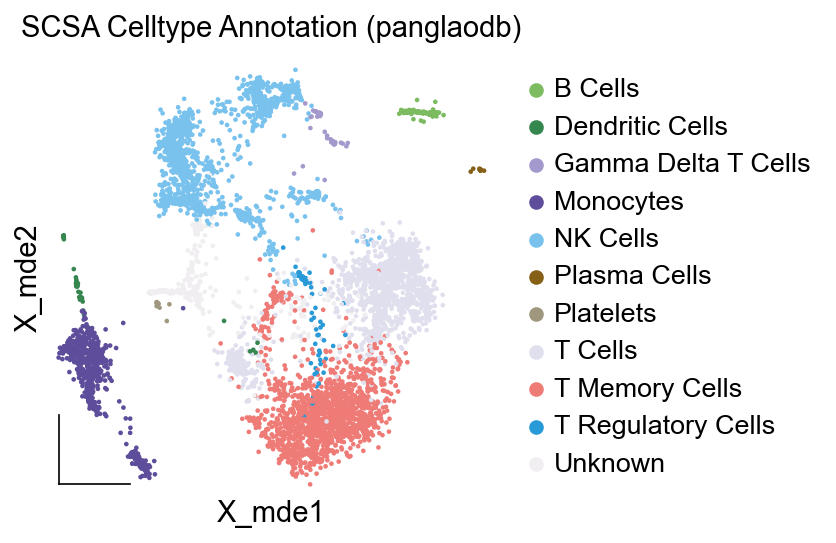 SCSA Celltype Annotation (panglaodb)
B Cells
Dendritic Cells
Gamma Delta T Cells
Monocytes
NK Cells
Plasma Cells
Platelets
T Cells
T Memory Cells
T Regulatory Cells
Unknown
X_mde2
X_mde1